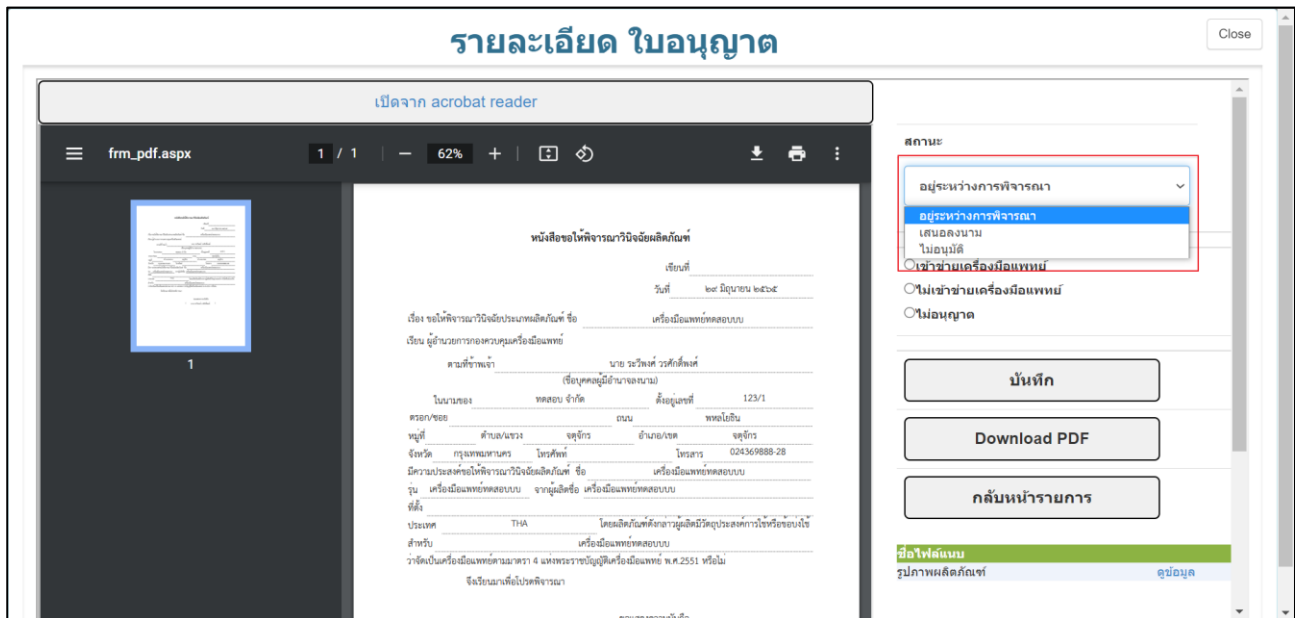 รายละเอียด ใบอนุญาต
Close
เปิดจาก acrobat reader
frm_pdf.aspx
1 / 1
62%
1
หนังสือขอให้พิจารณาวินิจฉัยผลิตภัณฑ์
เขียนที่
วันที่ ๒๙ มิถุนายน ๒๕๖๕
เรื่อง ขอให้พิจารณาวินิจฉัยประเภทผลิตภัณฑ์ ชื่อ เครื่องมือแพทย์ทดสอบบบ
เรียน ผู้อำนวยการกองควบคุมเครื่องมือแพทย์
ตามที่ข้าพเจ้า นาย ระวีพงศ์ วรศักดิ์พงศ์
(ชื่อบุคคลผู้มีอำนาจลงนาม)
ในนามของ ทดสอบ จำกัด ตั้งอยู่เลขที่ 123/1
ตรอก/ซอย ถนน พหลโยธิน
หมู่ที่ ตำบล/แขวง จตุจักร อำเภอ/เขต จตุจักร
จังหวัด กรุงเทพมหานคร โทรศัพท์ โทรสาร 024369888-28
มีความประสงค์ขอให้พิจารณาวินิจฉัยผลิตภัณฑ์ ชื่อ เครื่องมือแพทย์ทดสอบบบ
รุ่น เครื่องมือแพทย์ทดสอบบบ จากผู้ผลิตชื่อ เครื่องมือแพทย์ทดสอบบบ
ที่ตั้ง
ประเทศ THA โดยผลิตภัณฑ์ดังกล่าวผู้ผลิตมีวัตถุประสงค์การใช้หรือข้อบ่งใช้
สำหรับ เครื่องมือแพทย์ทดสอบบบ
ว่าจัดเป็นเครื่องมือแพทย์ตามมาตรา 4 แห่งพระราชบัญญัติเครื่องมือแพทย์ พ.ศ.2551 หรือไม่
จึงเรียนมาเพื่อโปรดพิจารณา
สถานะ
อยู่ระหว่างการพิจารณา
อยู่ระหว่างการพิจารณา
เสนอลงนาม
ไม่อนุมัติ
เข้าข่ายเครื่องมือแพทย์
ไม่เข้าข่ายเครื่องมือแพทย์
ไม่อนุญาต
บันทึก
Download PDF
กลับหน้ารายการ
ชื่อไฟล์แนบ
รูปภาพผลิตภัณฑ์ ดูข้อมูล